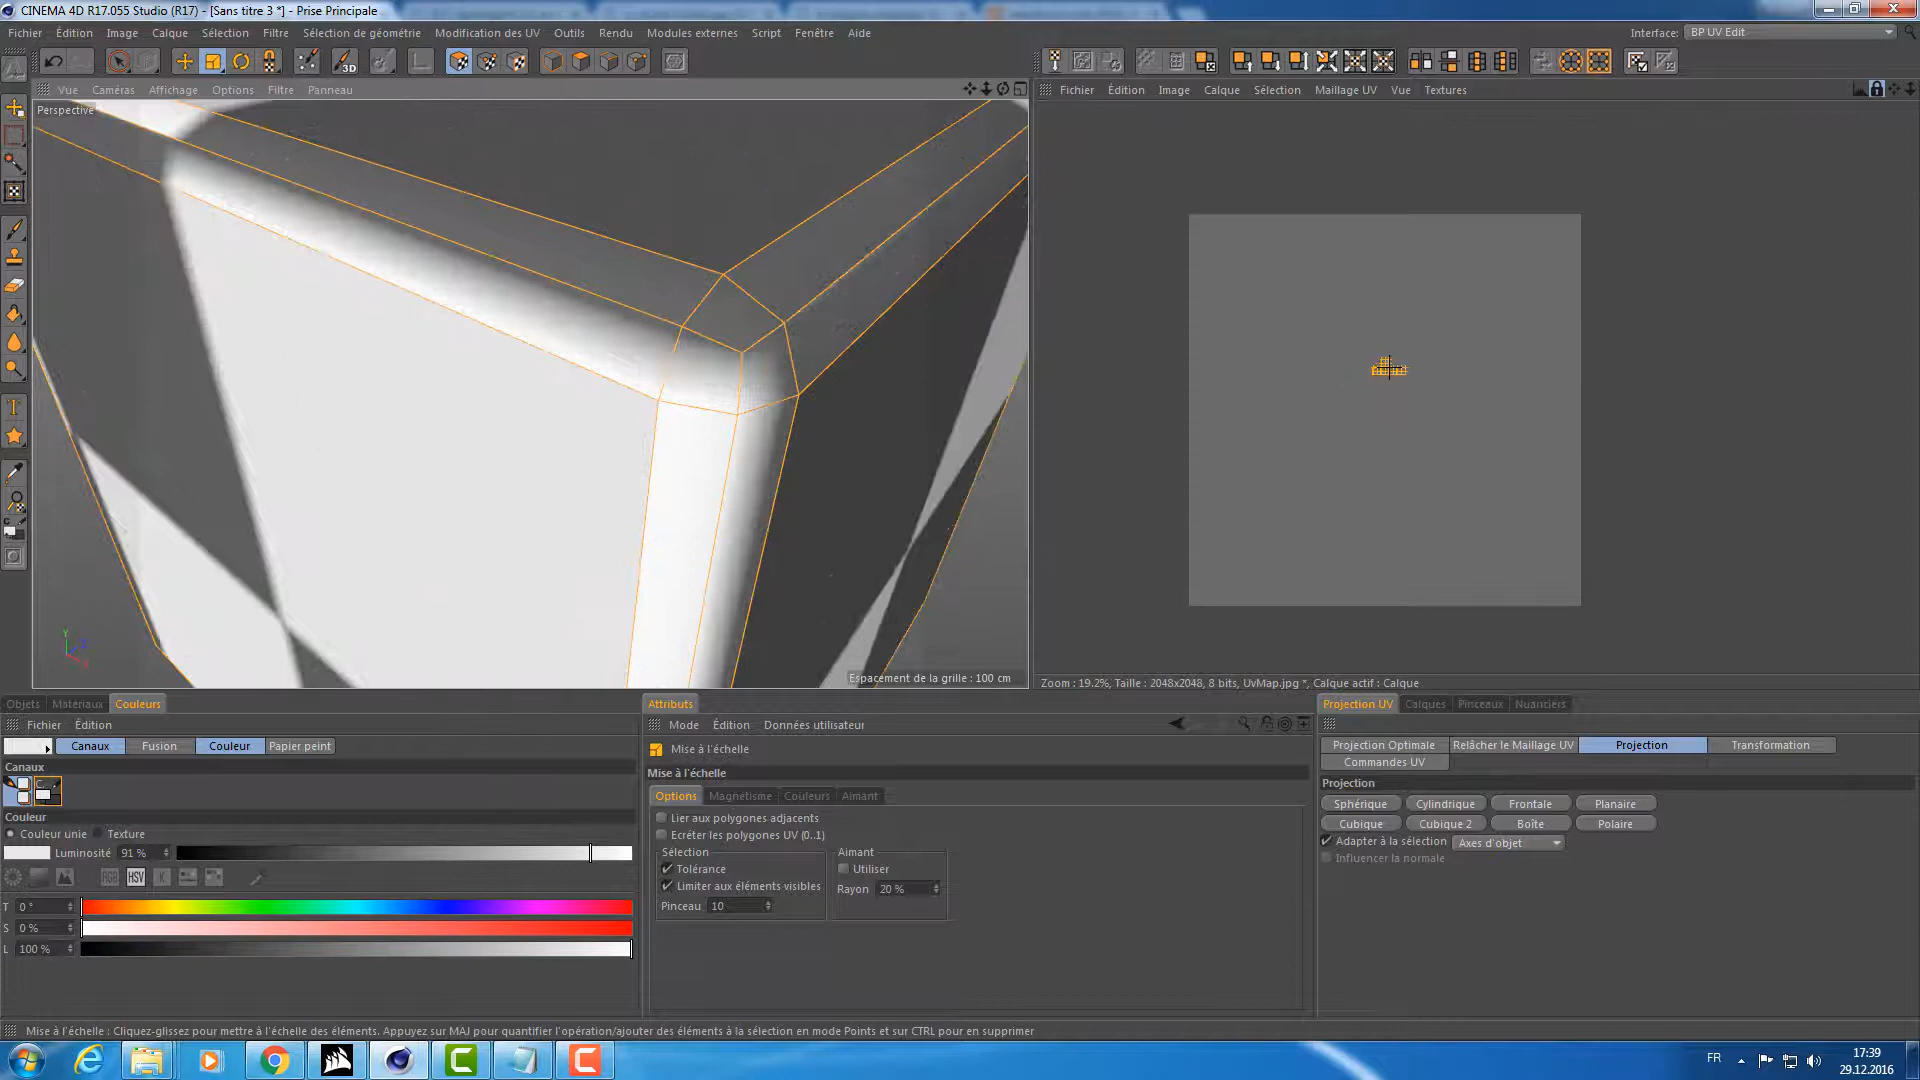 CINEMA 4D R17.055 Studio (R17) - [Sans titre 3 *] - Prise Principale
Fichier Édition Image Calque Sélection Filtre Sélection de géométrie Modification des UV Outils Rendu Modules externes Script Fenêtre Aide
Interface: BP UV Edit
Vue Caméras Affichage Options Filtre Panneau
Fichier Édition Image Calque Sélection Maillage UV Vue Textures
Perspective
Espacement de la grille : 100 cm
Zoom : 19.2%, Taille : 2048x2048, 8 bits, UvMap.jpg *, Calque actif : Calque
Objets Matériaux Couleurs
Attributs
Projection UV Calques Pinceaux Nuanciers
Fichier Édition
Mode Édition Données utilisateur
Canaux Fusion Couleur Papier peint
Mise à l'échelle
Projection Optimale Relâcher le Maillage UV Projection Transformation
Commandes UV
Canaux
Mise à l'échelle
Projection
Options Magnétisme Couleurs Aimant
Sphérique Cylindrique Frontale Planaire
Cubique Cubique 2 Boîte Polaire
Couleur
Lier aux polygones adjacents
Couleur unie Texture
Ecréter les polygones UV (0..1)
Adapter à la sélection Axes d'objet
Influencer la normale
Luminosité 91 %
Sélection Aimant
Tolérance Utiliser
Limiter aux éléments visibles Rayon 20 %
Pinceau 10
RGB HSV K
T 0 °
S 0 %
L 100 %
Mise à l'échelle : Cliquez-glissez pour mettre à l'échelle des éléments. Appuyez sur MAJ pour quantifier l'opération/ajouter des éléments à la sélection en mode Points et sur CTRL pour en supprimer
FR
17:39
29.12.2016